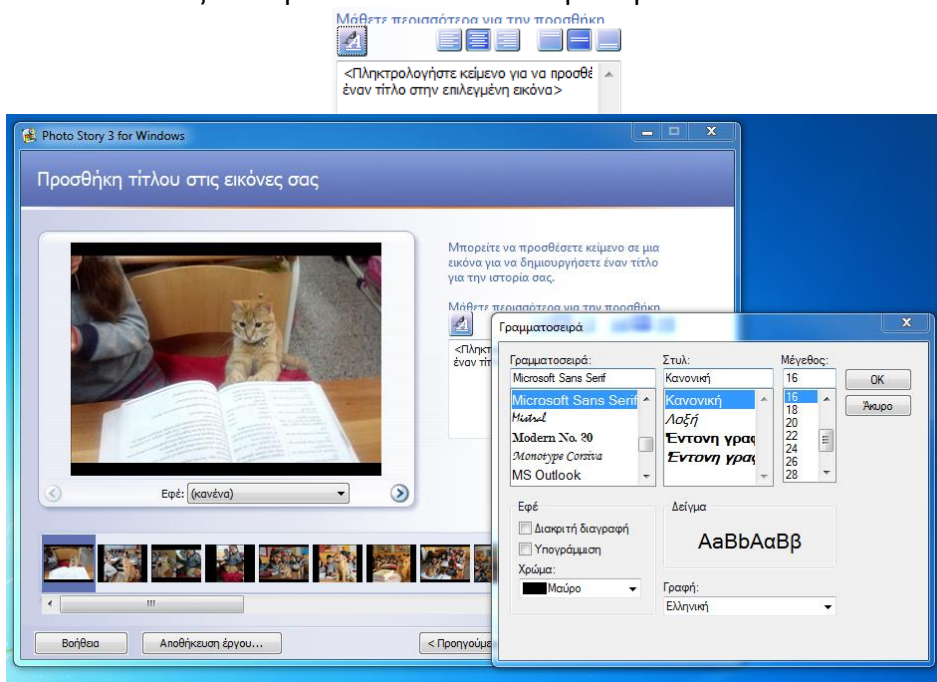 Μάθετε περισσότερα για την προσθήκη
<Πληκτρολογήστε κείμενο για να προσθέ
έναν τίτλο στην επιλεγμένη εικόνα>
Photo Story 3 for Windows
Προσθήκη τίτλου στις εικόνες σας
Μπορείτε να προσθέσετε κείμενο σε μια
εικόνα για να δημιουργήσετε έναν τίτλο
για την ιστορία σας.
Μάθετε περισσότερα για την προσθήκη
<Πληκτ
έναν τίτ
Εφέ: (κανένα)
Βοήθεια
Αποθήκευση έργου...
< Προηγούμε
Γραμματοσειρά
Γραμματοσειρά:
Microsoft Sans Serif
Microsoft Sans Serif
Mistral
Modern No. 20
Monotype Corsiva
MS Outlook
Στυλ:
Κανονική
Κανονική
Λοξή
Έντονη γραφ
Έντονη γραφ
Μέγεθος:
16
16
18
20
22
24
26
28
OK
Άκυρο
Εφέ
Διακριτή διαγραφή
Υπογράμμιση
Χρώμα:
Μαύρο
Δείγμα
AaBbΑαΒβ
Γραφή:
Ελληνική